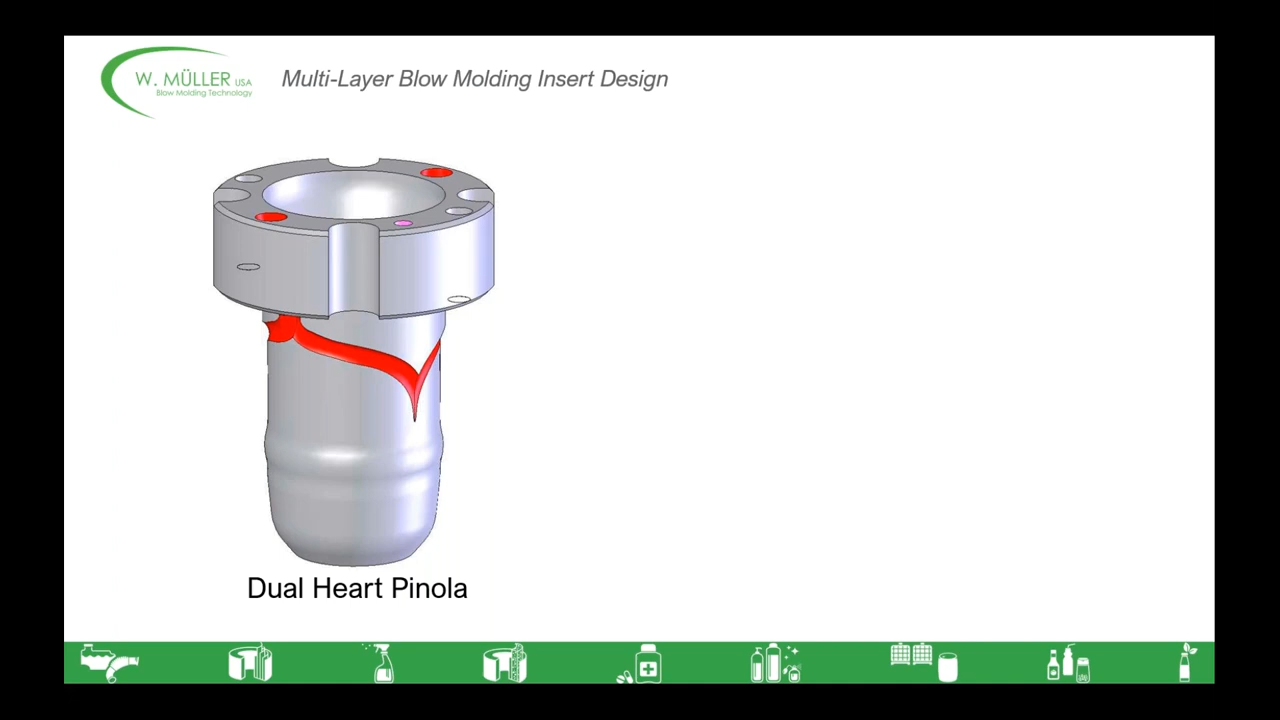 W. MÜLLER USA
Blow Molding Technology
Multi-Layer Blow Molding Insert Design
Dual Heart Pinola